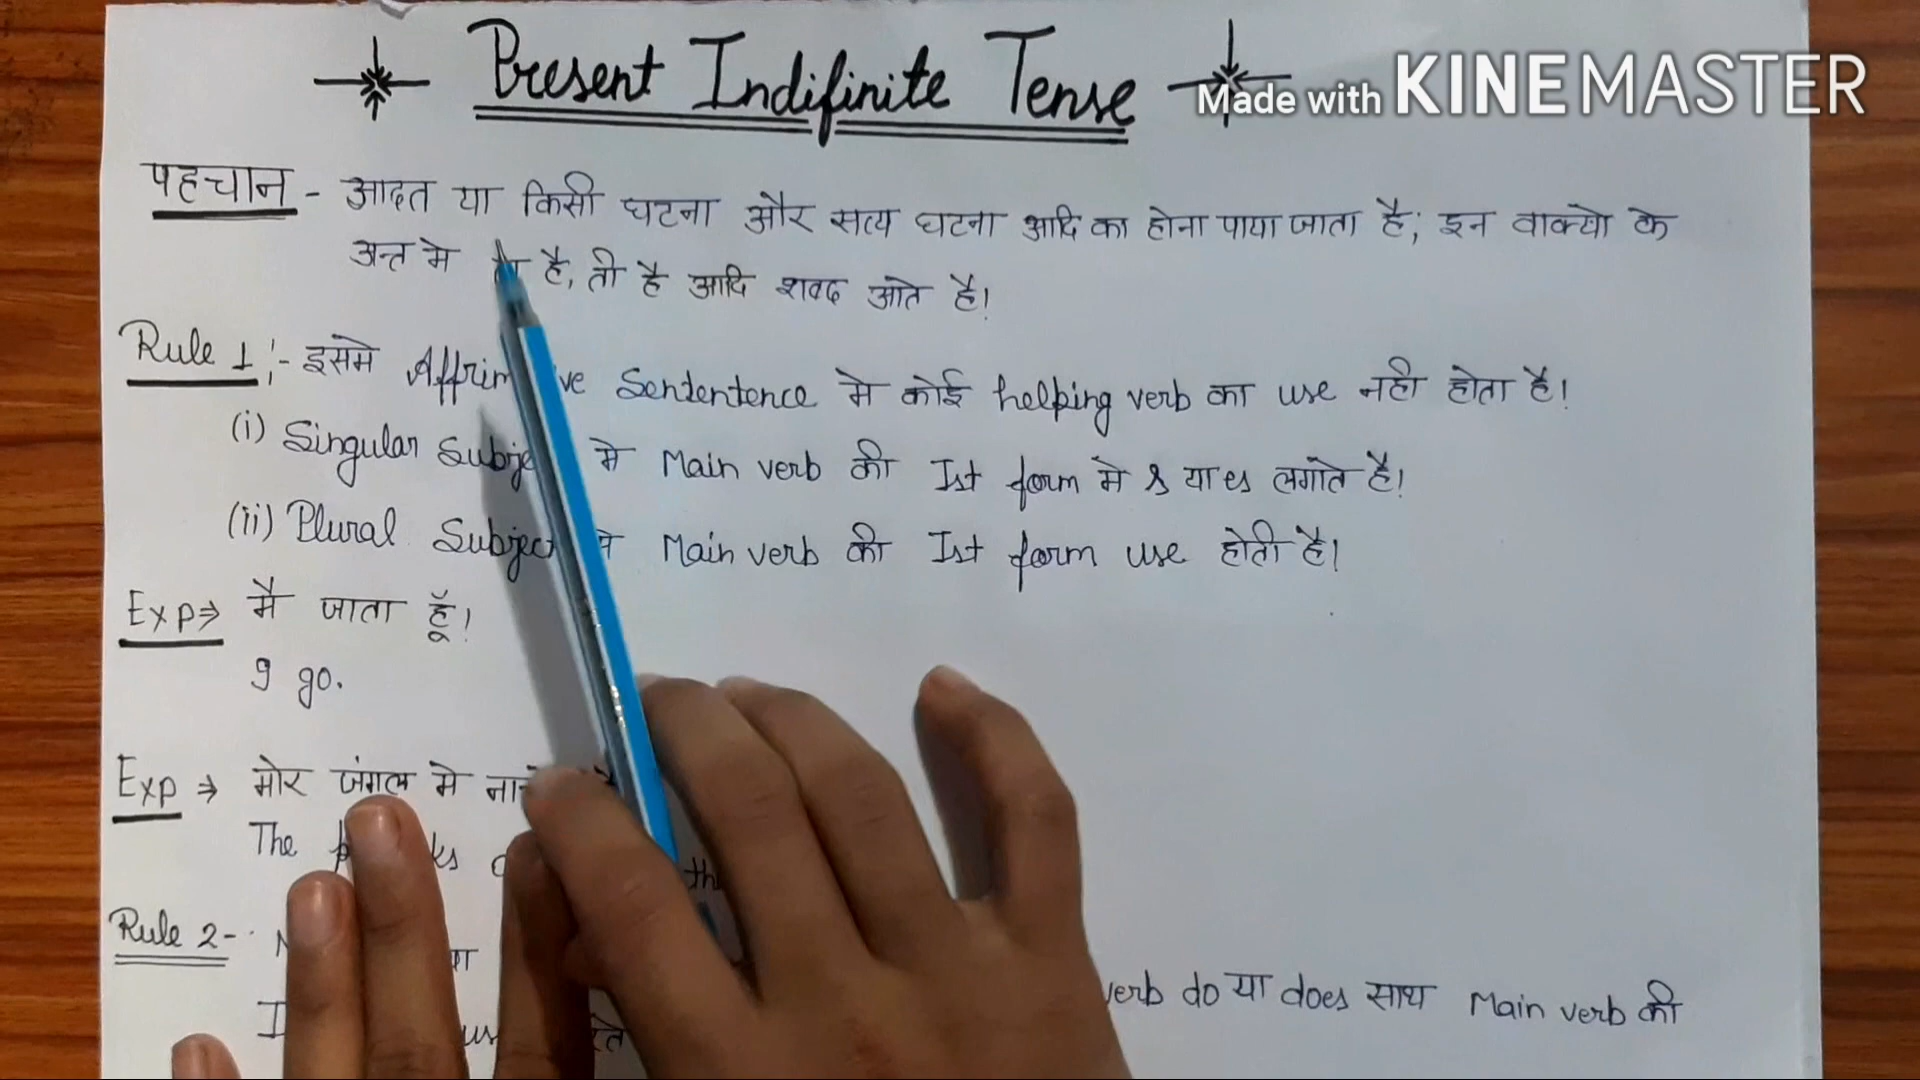 Present Indifinite Tense
Made with KINEMASTER
पहचान - आदत या किसी घटना और सत्य घटना आदि का होना पाया जाता है; इन वाक्यो के
अन्त मे है, ती है आदि शवद आते है।
Rule 1:- इसमे Sententence मे कोई helping verb का use नही होता है।
(i) Singular मे Main verb की Ist form मे s या es लगाते है।
(ii) Plural Main verb की Ist form use होती है।
Exp⇒ मै जाता हूँ।
I go.
Exp ⇒ मोर जंगल मे
The
Rule 2-
verb do या does साथ Main verb की